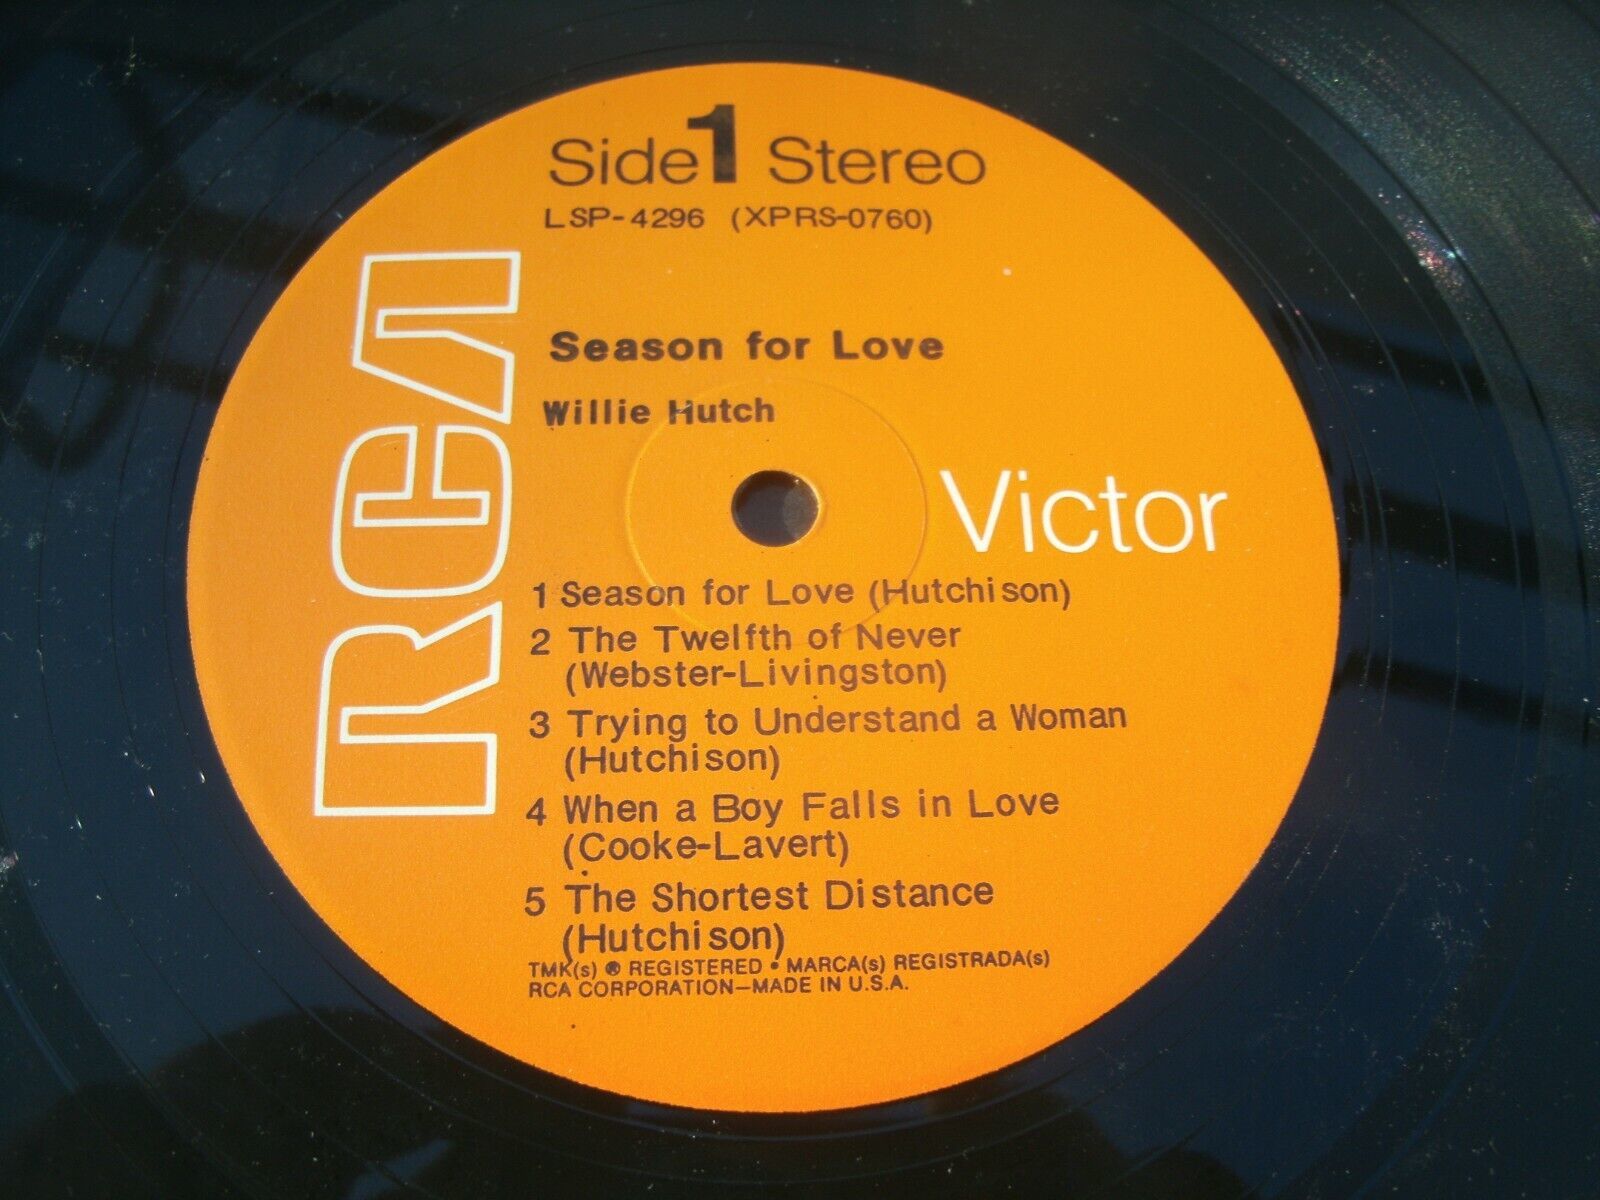 Side 1 Stereo
LSP-4296 (XPRS-0760)
RCA
Season for Love
Willie Hutch
Victor
1 Season for Love (Hutchison)
2 The Twelfth of Never
(Webster-Livingston)
3 Trying to Understand a Woman
(Hutchison)
4 When a Boy Falls in Love
(Cooke-Lavert)
5 The Shortest Distance
(Hutchison)
TMK(s) ® REGISTERED • MARCA(s) REGISTRADA(s)
RCA CORPORATION—MADE IN U.S.A.